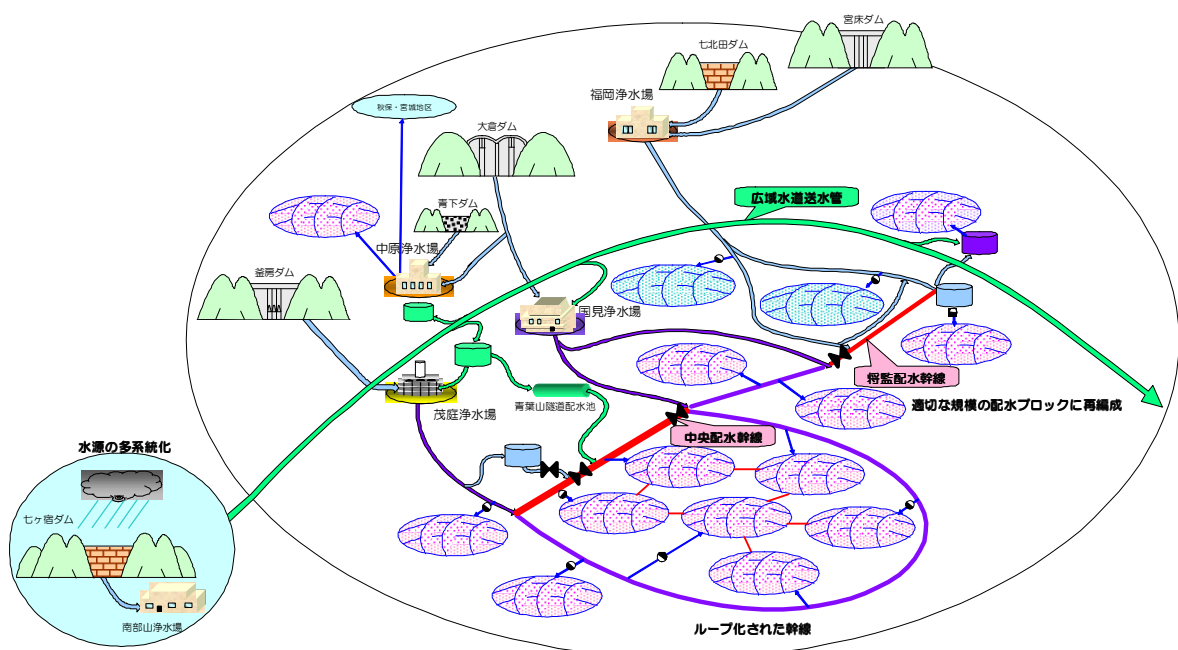 宮床ダム
七北田ダム
福岡浄水場
秋保・宮城地区
大倉ダム
青下ダム
広域水道送水管
中原浄水場
釜房ダム
国見浄水場
将監配水幹線
青葉山隧道配水池
適切な規模の配水ブロックに再編成
茂庭浄水場
中央配水幹線
水源の多系統化
七ヶ宿ダム
南部山浄水場
ループ化された幹線